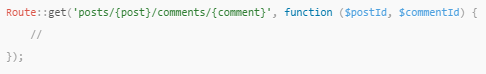 Route::get('posts/{post}/comments/{comment}', function ($postId, $commentId) {
//
});